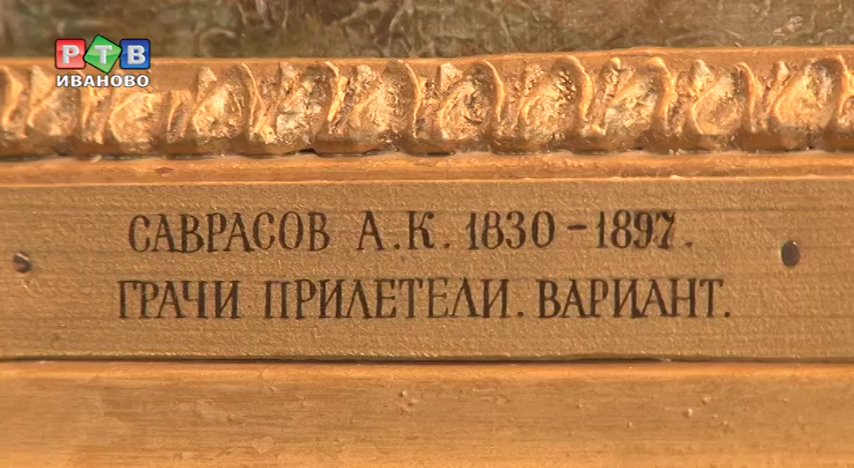 РТВ
ИВАНОВО
САВРАСОВ А.К. 1830-1897.
ГРАЧИ ПРИЛЕТЕЛИ. ВАРИАНТ.